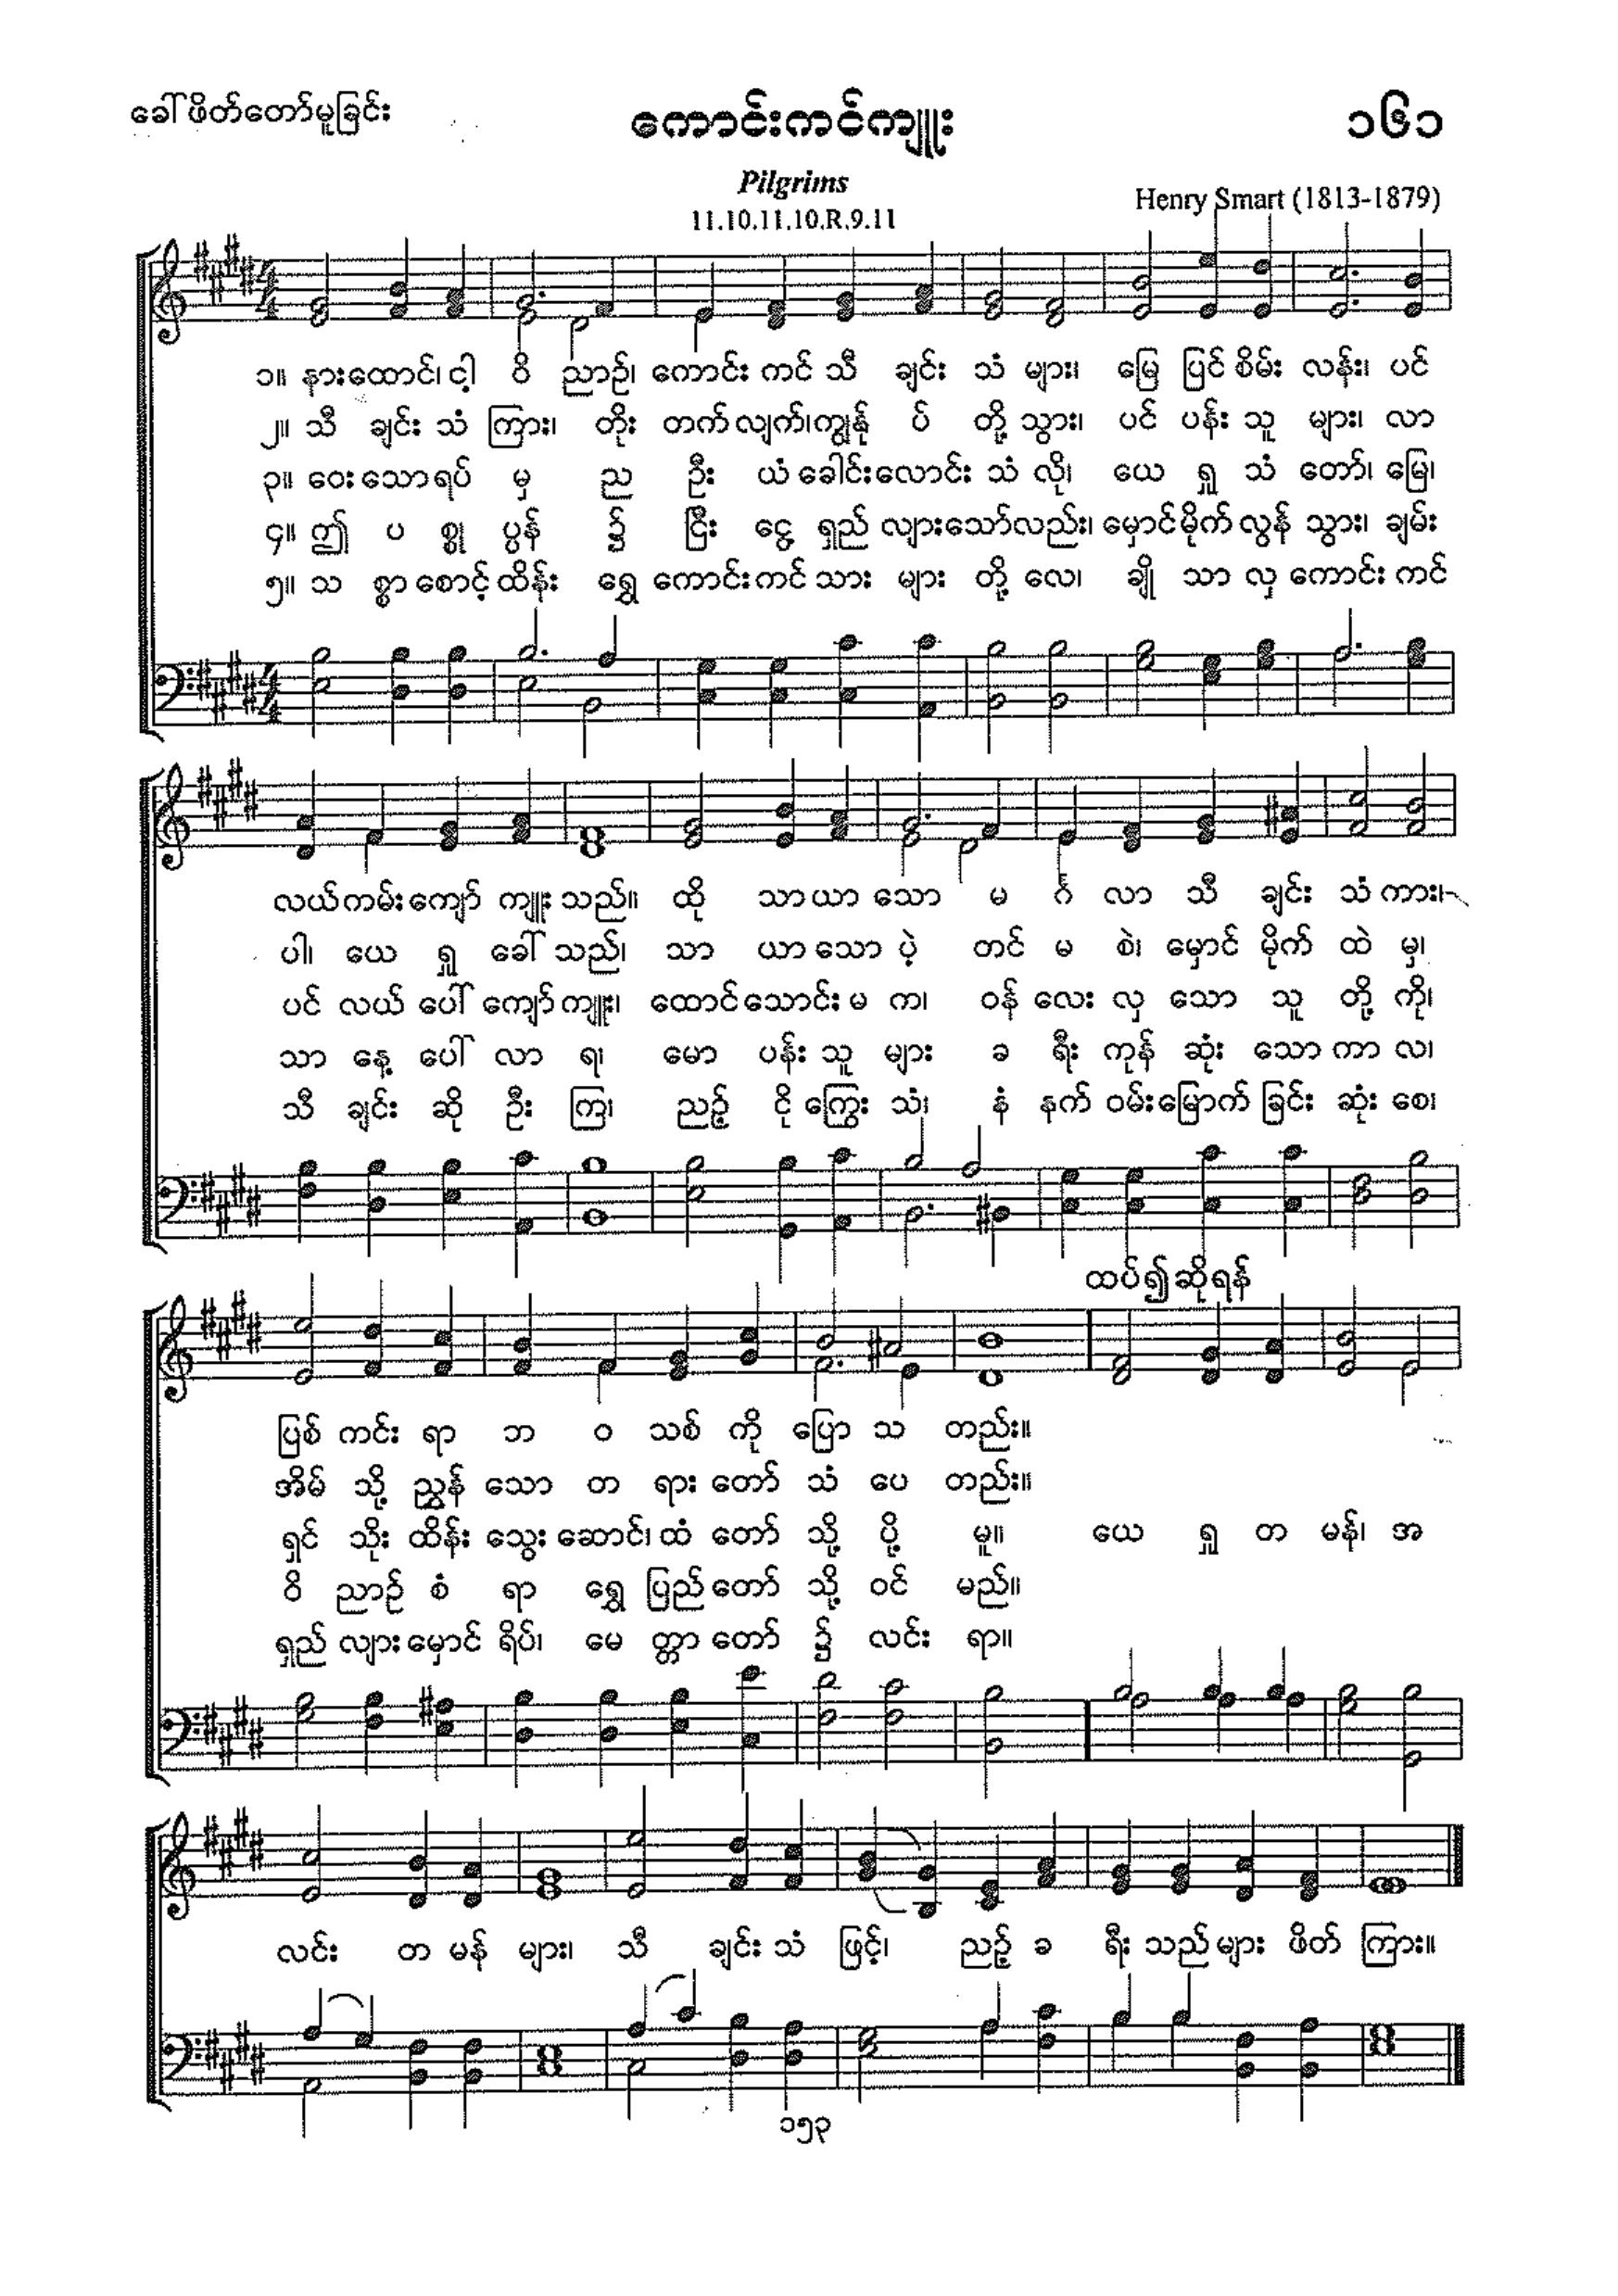 ခေါ်ဖိတ်တော်မူခြင်း
ကောင်းကင်ကျူး
၁၆၁
Pilgrims
11.10.11.10.R.9.11
Henry Smart (1813-1879)
၁။ နားထောင်၊ ငါ့ ဝိ ညာဉ်၊ ကောင်း ကင် သီ ချင်း သံ များ၊ မြေ ပြင် စိမ်း လန်း၊ ပင်
၂။ သီ ချင်း သံ ကြား၊ တိုး တက် လျက်၊ ကျွန်ုပ် တို့ သွား၊ ပင် ပန်း သူ များ၊ လာ
၃။ ဝေး သော ရပ် မှ ည ဦး ယံ ခေါင်းလောင်း သံ လို၊ ယေ ရှူ သံ တော်၊ မြေ၊
၄။ ဤ ပ စ္စု ပ္ပန် ၌ ငြီး ငွေ့ ရှည် လျားသော်လည်း၊ မှောင်မိုက် လွန် သွား၊ ချမ်း
၅။ သ စ္စာ စောင့် ထိန်း ရွှေ ကောင်းကင် သား များ တို့ လေ၊ ချို သာ လှ ကောင်း ကင်
လယ်ကမ်းကျော် ကျူး သည်။ ထို သာယာ သော မ င်္ဂ လာ သီ ချင်း သံ ကား၊
ပါ၊ ယေ ရှူ ခေါ် သည်၊ သာ ယာ သော ပွဲ့ တင် မ စဲ၊ မှောင် မိုက် ထဲ မှ၊
ပင် လယ် ပေါ် ကျော် ကျူး၊ ထောင်သောင်း မ က၊ ဝန် လေး လှ သော သူ တို့ ကို၊
သာ နေ့ ပေါ် လာ ရ၊ မော ပန်း သူ များ ခ ရီး ကုန် ဆုံး သော ကာ လ၊
သီ ချင်း ဆို ဦး ကြ၊ ညဉ့် ငို ကြွေး သံ၊ နံ နက် ဝမ်းမြောက် ခြင်း ဆုံး စေ၊
ထပ်၍ဆိုရန်
ပြစ် ကင်း ရာ ဘ ဝ သစ် ကို ပြော သ တည်း။
အိမ် သို့ ညွှန် သော တ ရား တော် သံ ပေ တည်း။
ရှင် သိုး ထိန်း သွေး ဆောင်၊ ထံ တော် သို့ ပို့ မူ။ ယေ ရှူ တ မန်၊ အ
ဝိ ညာဉ် စံ ရာ ရွှေ ပြည် တော် သို့ ဝင် မည်။
ရှည် လျား မှောင် ရိပ်၊ မေ တ္တာ တော် ၌ လင်း ရာ။
လင်း တ မန် များ၊ သီ ချင်း သံ ဖြင့်၊ ညဉ့် ခ ရီး သည် များ ဖိတ် ကြား။
၁၅၃